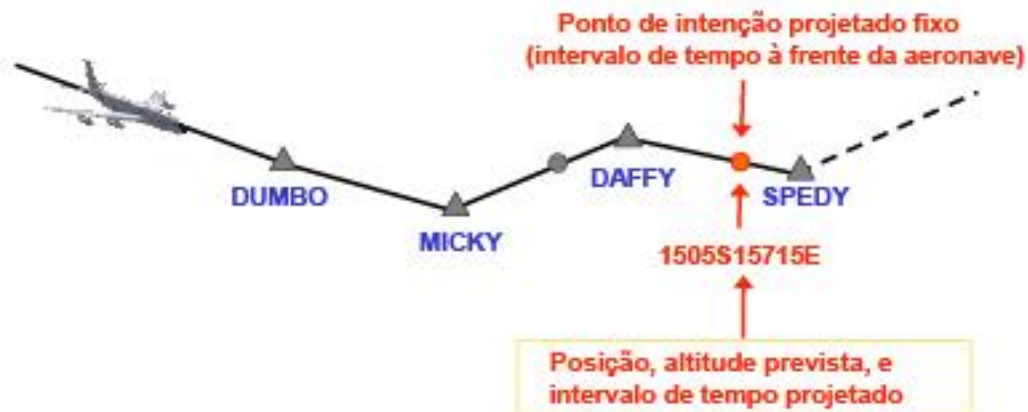 Ponto de intenção projetado fixo
(intervalo de tempo à frente da aeronave)
DUMBO
MICKY
DAFFY
SPEDY
1505S15715E
Posição, altitude prevista, e
intervalo de tempo projetado